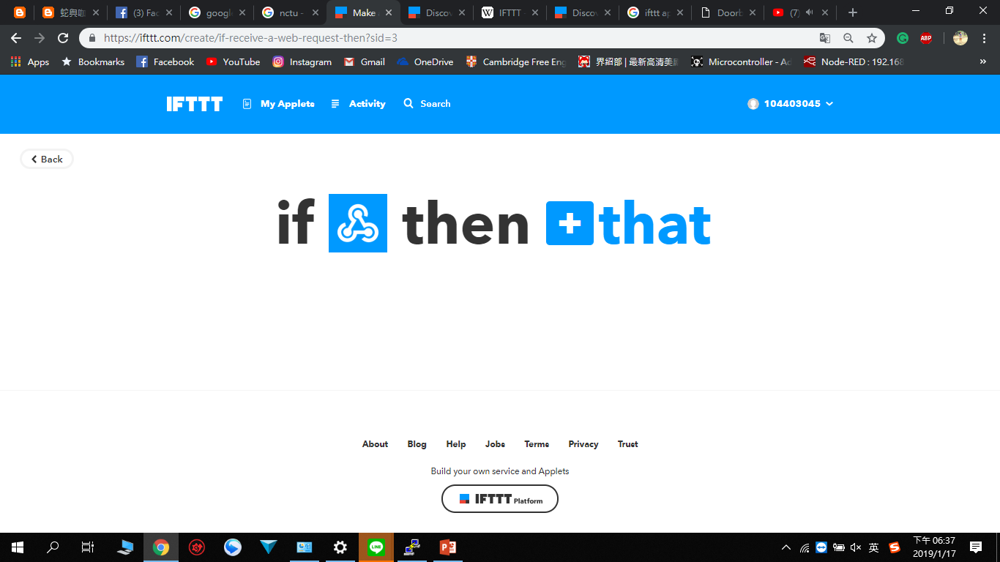 蛇與咖
(3) Fac
google
nctu -
Make
Discov
IFTTT -
Discov
ifttt ap
Doorb
(7)
https://ifttt.com/create/if-receive-a-web-request-then?sid=3
ABP
Apps
Bookmarks
Facebook
YouTube
Instagram
Gmail
OneDrive
Cambridge Free Eng
界紹部 | 最新高清美
Microcontroller - Ad
Node-RED : 192.168
IFTTT
My Applets
Activity
Search
104403045
Back
if then + that
About
Blog
Help
Jobs
Terms
Privacy
Trust
Build your own service and Applets
IFTTT Platform
LINE
英
下午 06:37
2019/1/17